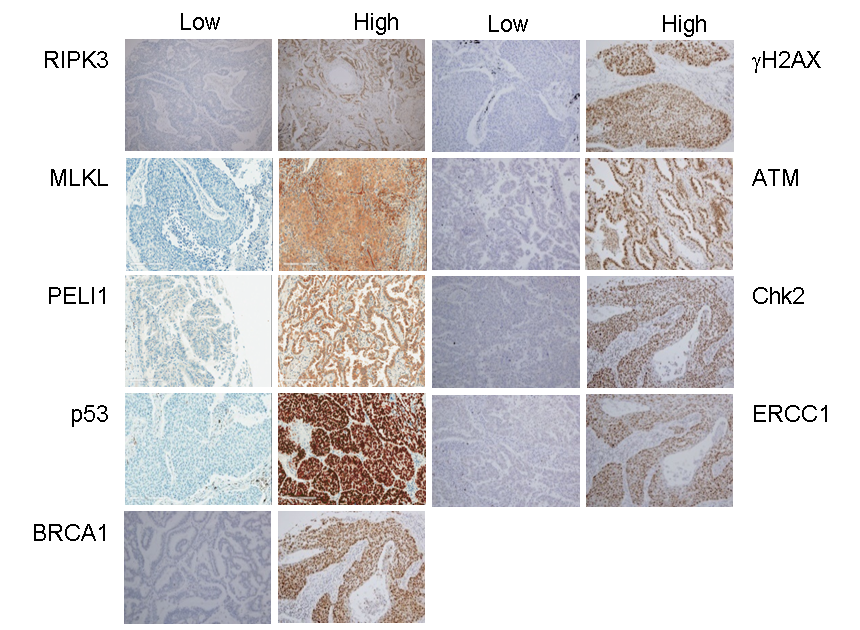 Low High Low High
RIPK3 γH2AX
MLKL ATM
PELI1 Chk2
p53 ERCC1
BRCA1